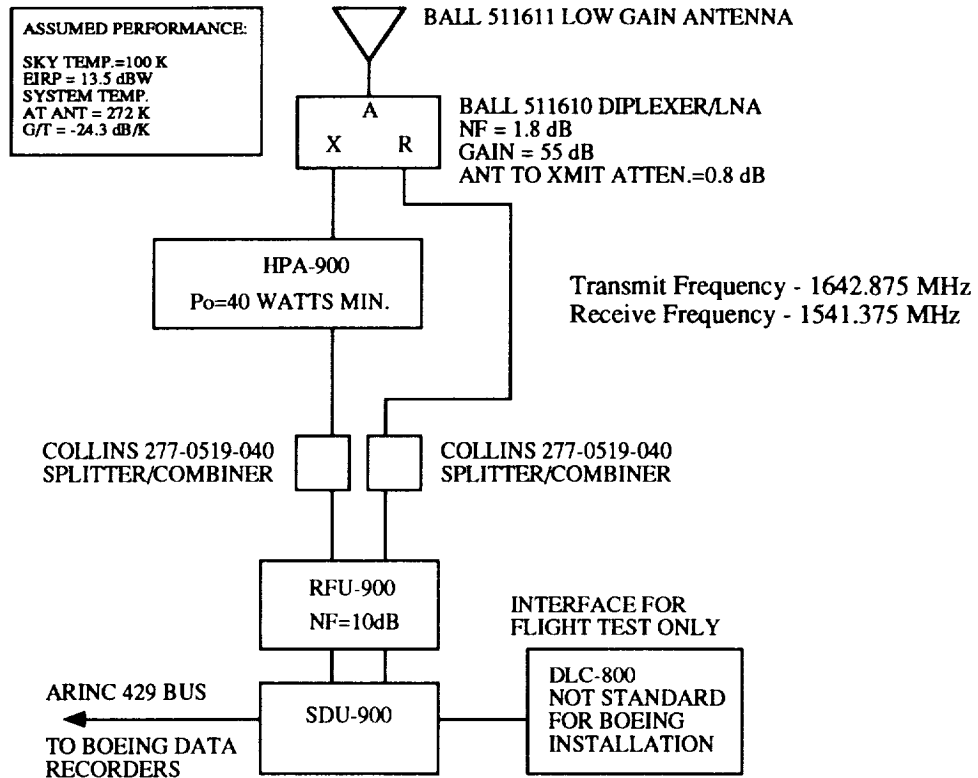 ASSUMED PERFORMANCE:
SKY TEMP.=100 K
EIRP = 13.5 dBW
SYSTEM TEMP.
AT ANT = 272 K
G/T = -24.3 dB/K
BALL 511611 LOW GAIN ANTENNA
A
X R
BALL 511610 DIPLEXER/LNA
NF = 1.8 dB
GAIN = 55 dB
ANT TO XMIT ATTEN.=0.8 dB
HPA-900
Po=40 WATTS MIN.
Transmit Frequency - 1642.875 MHz
Receive Frequency - 1541.375 MHz
COLLINS 277-0519-040
SPLITTER/COMBINER
COLLINS 277-0519-040
SPLITTER/COMBINER
RFU-900
NF=10dB
INTERFACE FOR
FLIGHT TEST ONLY
DLC-800
NOT STANDARD
FOR BOEING
INSTALLATION
SDU-900
ARINC 429 BUS
TO BOEING DATA
RECORDERS